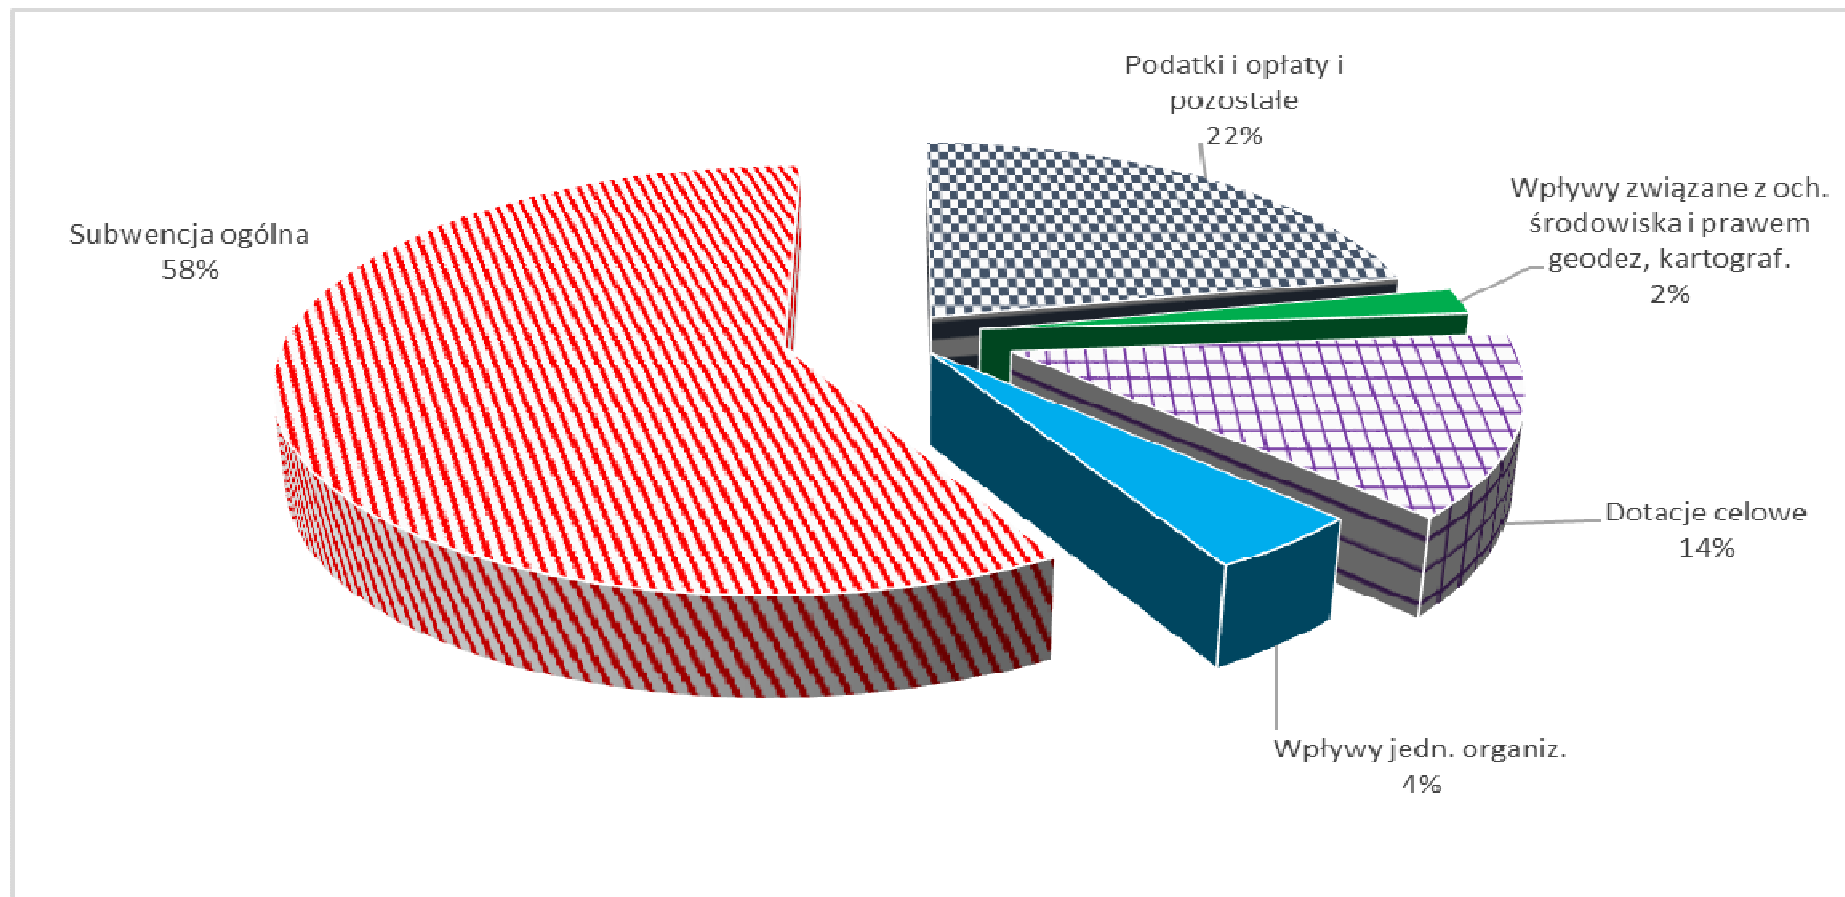 Podatki i opłaty i
pozostałe
22%
Wpływy związane z och.
środowiska i prawem
geodez, kartograf.
2%
Subwencja ogólna
58%
Dotacje celowe
14%
Wpływy jedn. organiz.
4%